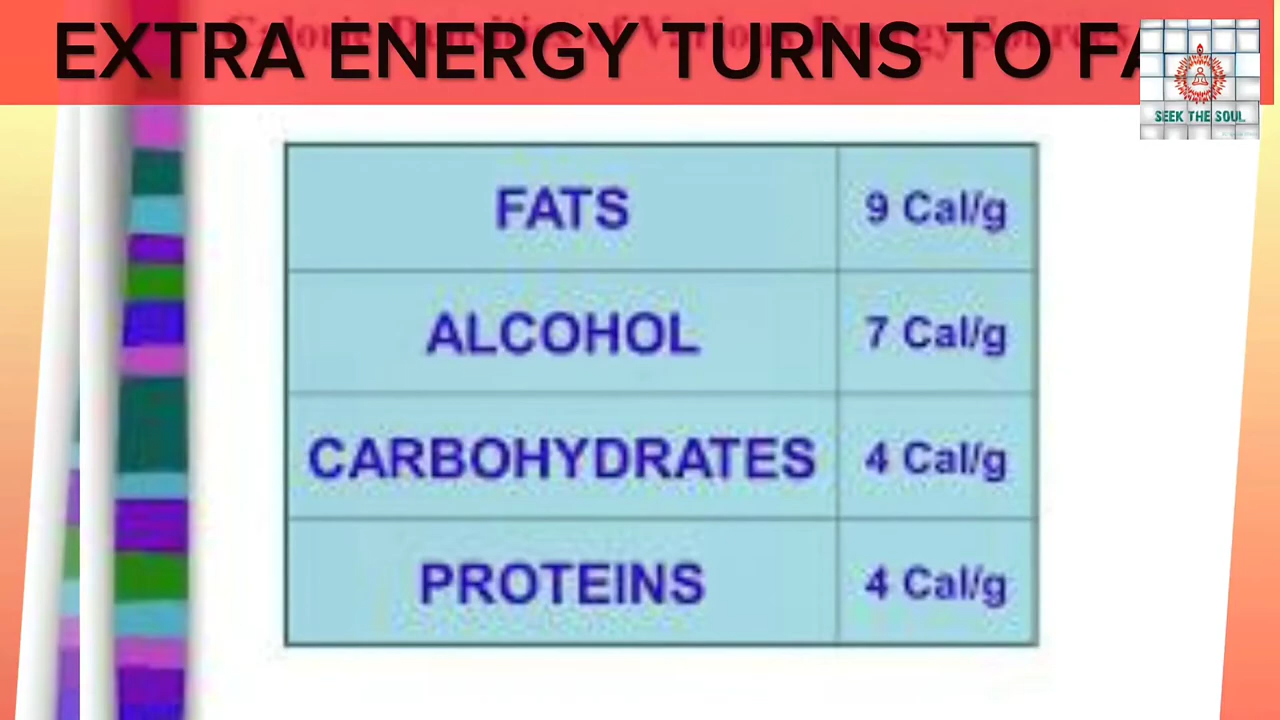 EXTRA ENERGY TURNS TO FA
SEEK THE SOUL
FATS 9 Cal/g
ALCOHOL 7 Cal/g
CARBOHYDRATES 4 Cal/g
PROTEINS 4 Cal/g